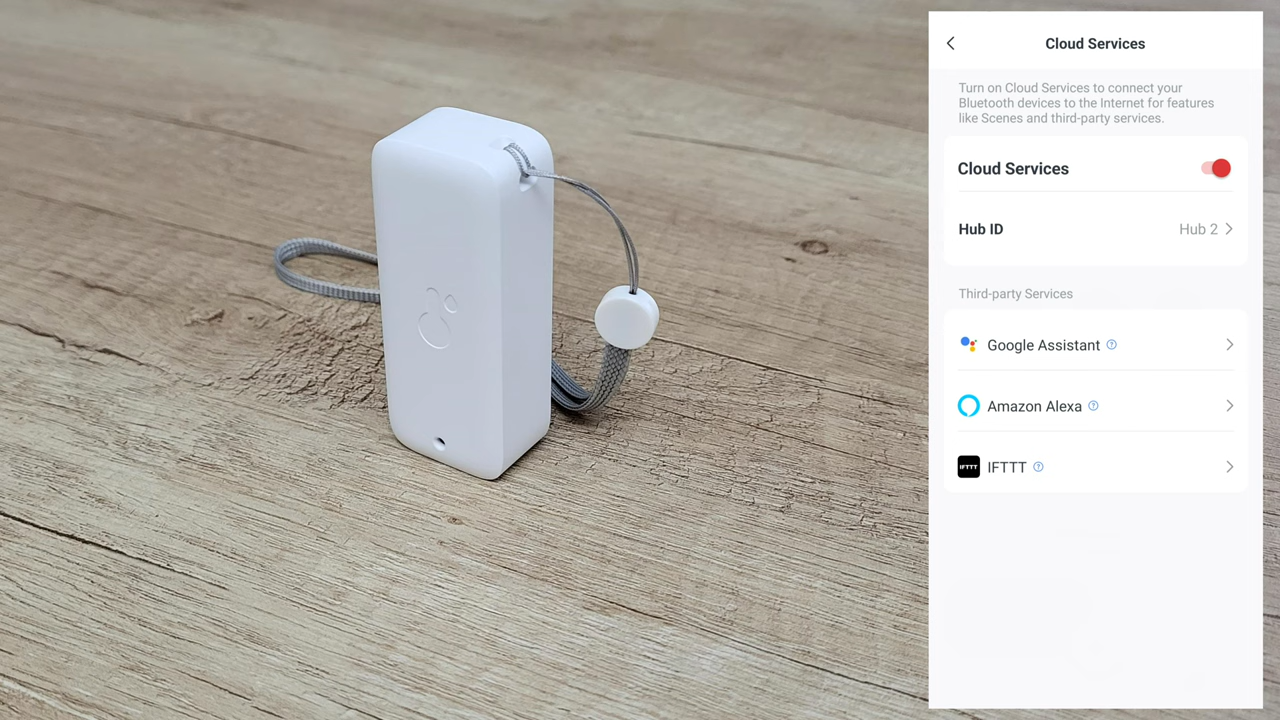 Cloud Services
Turn on Cloud Services to connect your
Bluetooth devices to the Internet for features
like Scenes and third-party services.
Cloud Services
Hub ID
Hub 2
Third-party Services
Google Assistant
Amazon Alexa
IFTTT
IFTTT